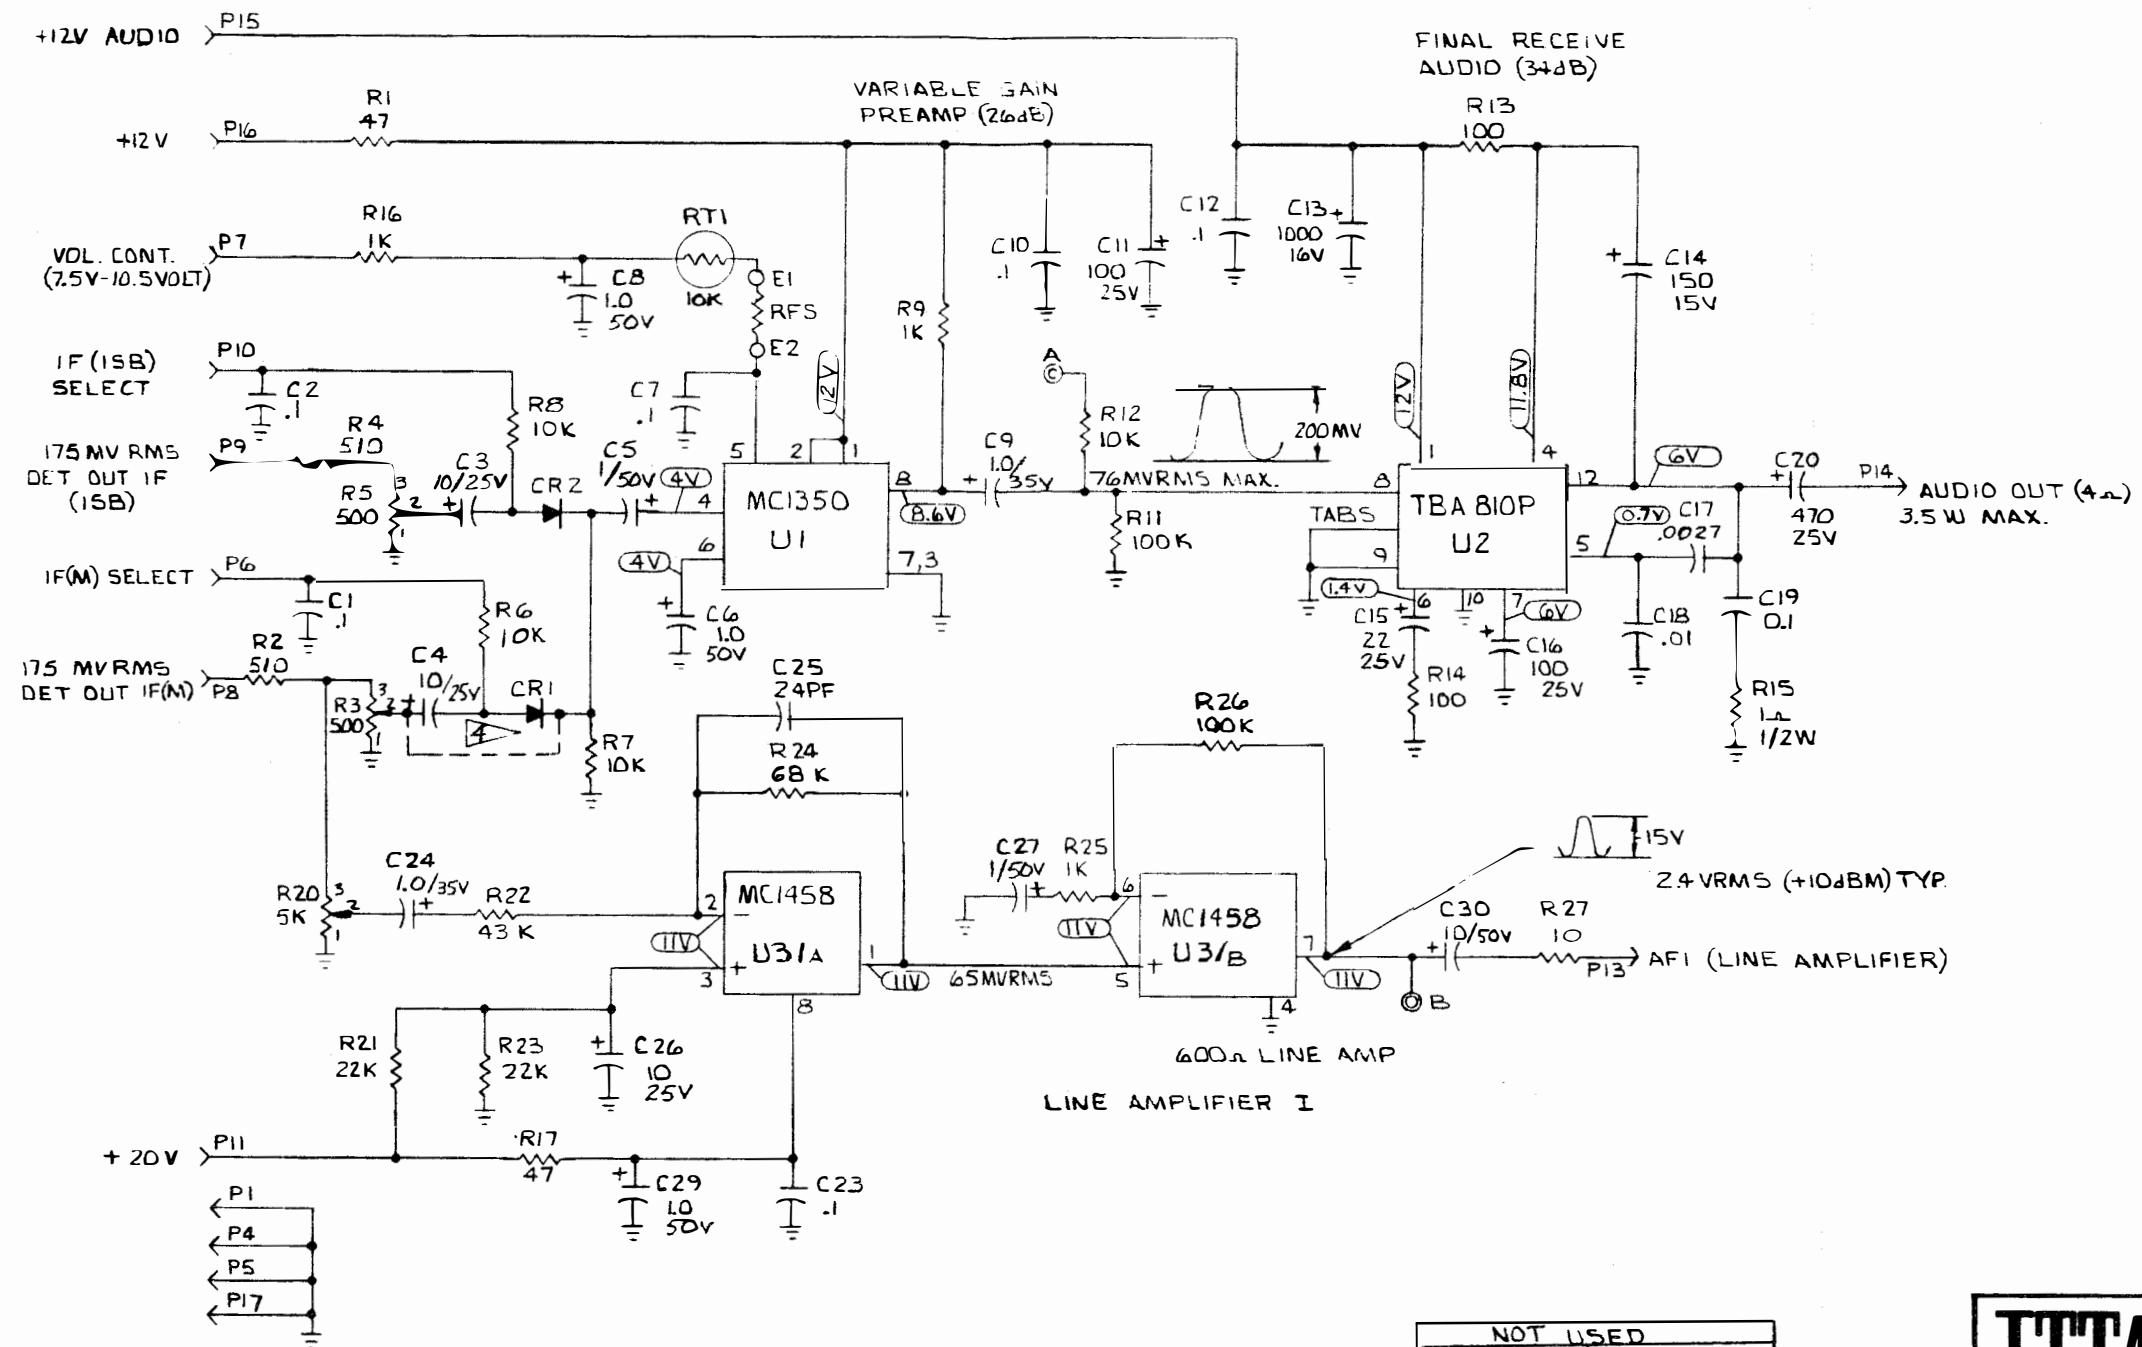 +12V AUDIO
P15
FINAL RECEIVE
AUDIO (34dB)
R13
100
VARIABLE GAIN
PREAMP (26dB)
R1
47
+12V
P16
R16
1K
VOL. CONT.
(7.5V-10.5VOLT)
P7
RT1
10K
C8
1.0
50V
E1
RFS
E2
C10
.1
C11
100
25V
C12
.1
C13
1000
16V
C14
150
15V
R9
1K
IF (ISB)
SELECT
P10
C2
.1
R8
10K
C7
.1
12V
A
C
R12
10K
200MV
12V
11.8V
175 MV RMS
DET OUT IF
(ISB)
P9
R4
510
R5
500
3
2
1
C3
10/25V
CR2
C5
1/50V
4V
5
2
1
4
MC1350
U1
8
8.6V
6
4V
7,3
C6
1.0
50V
C9
1.0/35V
76MVRMS MAX.
R11
100K
1
4
8
TBA 810P
U2
12
6V
TABS
9
5
0.7V
1.4V
6
10
7
6V
C15
22
25V
R14
100
C16
100
25V
C17
.0027
C18
.01
C19
0.1
R15
1Ω
1/2W
C20
470
25V
P14
AUDIO OUT (4Ω)
3.5 W MAX.
IF(M) SELECT
P6
C1
.1
R6
10K
175 MVRMS
DET OUT IF(M)
P8
R2
510
R3
500
3
2
1
C4
10/25V
CR1
4
R7
10K
C25
24PF
R24
68 K
R26
100K
R20
5K
3
2
1
C24
1.0/35V
R22
43 K
2
11V
3
MC1458
U3/A
1
11V
8
65MVRMS
C27
1/50V
R25
1K
6
11V
5
MC1458
U3/B
7
11V
4
15V
2.4 VRMS (+10dBM) TYP.
C30
10/50V
R27
10
P13
AF1 (LINE AMPLIFIER)
B
600Ω LINE AMP
LINE AMPLIFIER I
R21
22K
R23
22K
C26
10
25V
+20V
P11
R17
47
C29
1.0
50V
C23
.1
P1
P4
P5
P17
NOT USED